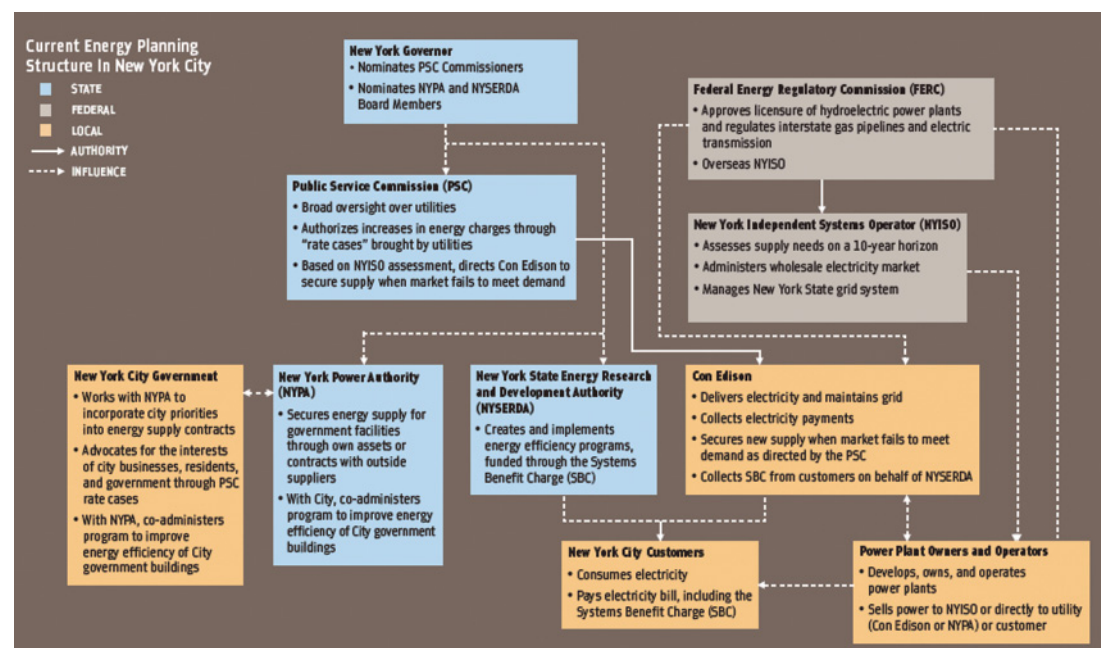 Current Energy Planning
Structure In New York City
STATE
FEDERAL
LOCAL
AUTHORITY
INFLUENCE
New York Governor
• Nominates PSC Commissioners
• Nominates NYPA and NYSERDA
Board Members
Federal Energy Regulatory Commission (FERC)
• Approves licensure of hydroelectric power plants
and regulates interstate gas pipelines and electric
transmission
• Overseas NYISO
Public Service Commission (PSC)
• Broad oversight over utilities
• Authorizes increases in energy charges through
“rate cases” brought by utilities
• Based on NYISO assessment, directs Con Edison to
secure supply when market fails to meet demand
New York Independent Systems Operator (NYISO)
• Assesses supply needs on a 10-year horizon
• Administers wholesale electricity market
• Manages New York State grid system
New York City Government
• Works with NYPA to
incorporate city priorities
into energy supply contracts
• Advocates for the interests
of city businesses, residents,
and government through PSC
rate cases
• With NYPA, co-administers
program to improve
energy efficiency of City
government buildings
New York Power Authority
(NYPA)
• Secures energy supply for
government facilities
through own assets or
contracts with outside
suppliers
• With City, co-administers
program to improve energy
efficiency of City government
buildings
New York State Energy Research
and Development Authority
(NYSERDA)
• Creates and implements
energy efficiency programs,
funded through the Systems
Benefit Charge (SBC)
Con Edison
• Delivers electricity and maintains grid
• Collects electricity payments
• Secures new supply when market fails to meet
demand as directed by the PSC
• Collects SBC from customers on behalf of NYSERDA
New York City Customers
• Consumes electricity
• Pays electricity bill, including the
Systems Benefit Charge (SBC)
Power Plant Owners and Operators
• Develops, owns, and operates
power plants
• Sells power to NYISO or directly to utility
(Con Edison or NYPA) or customer